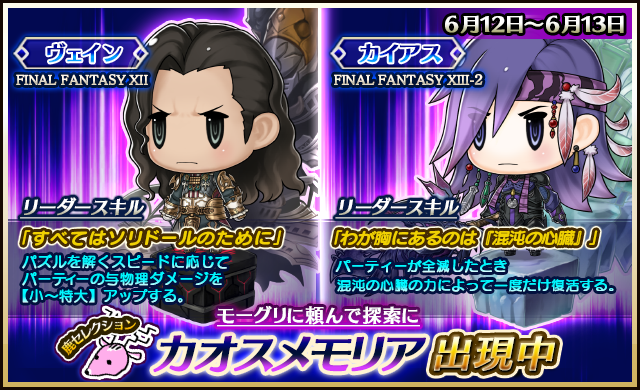 6月12日～6月13日
ヴェイン
FINAL FANTASY XII
リーダースキル
「すべてはソリドールのために」
パズルを解くスピードに応じて
パーティーの与物理ダメージを
【小～特大】アップする。
カイアス
FINAL FANTASY XIII-2
リーダースキル
「わが胸にあるのは『混沌の心臓』」
パーティーが全滅したとき
混沌の心臓の力によって一度だけ復活する。
モーグリに頼んで探索に
鹿セレクション
カオスメモリア出現中